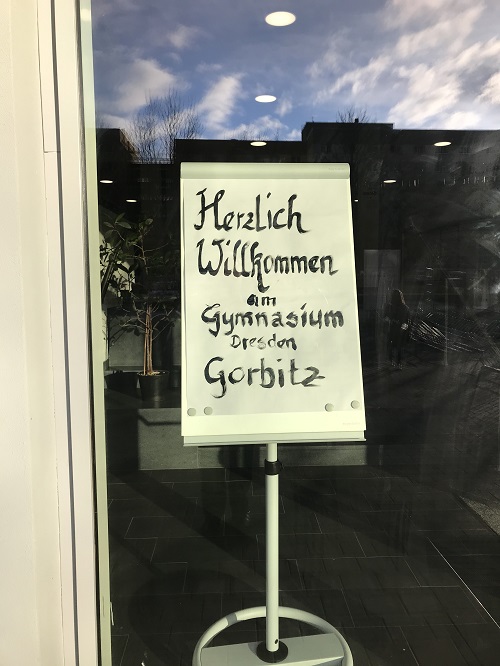 Herzlich
Willkommen
am
Gymnasium
Dresden
Gorbitz